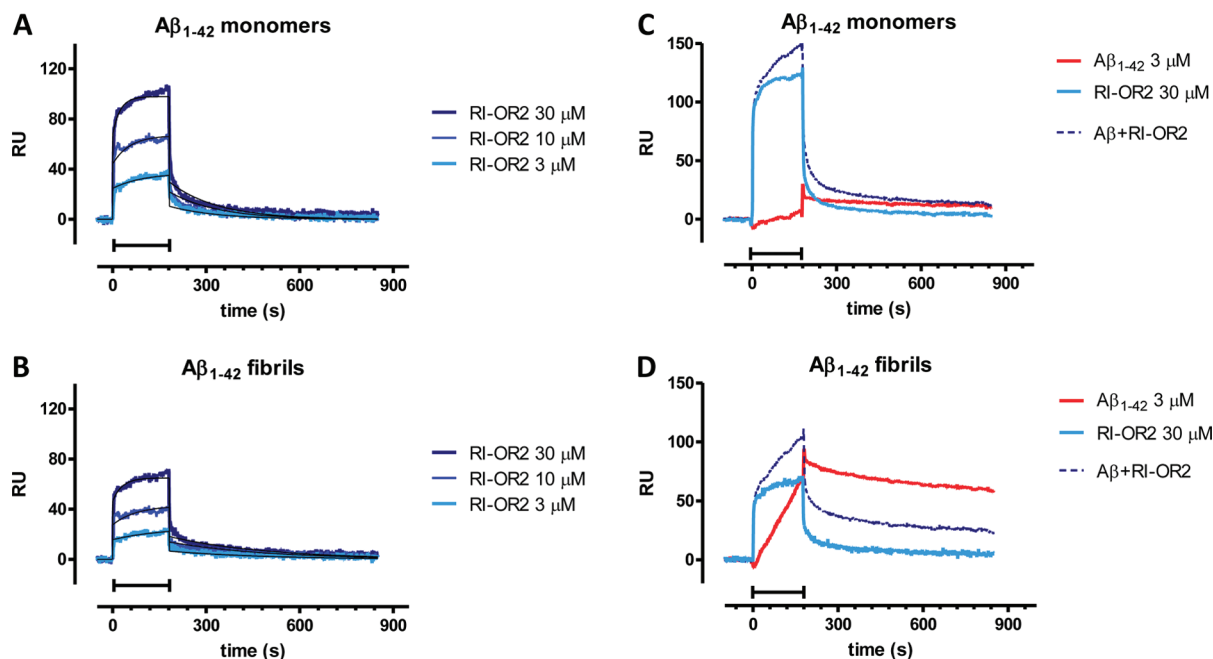 A
Aβ1-42 monomers
120
80
40
0
RU
0 300 600 900
time (s)
RI-OR2 30 μM
RI-OR2 10 μM
RI-OR2 3 μM
B
Aβ1-42 fibrils
120
80
40
0
RU
0 300 600 900
time (s)
RI-OR2 30 μM
RI-OR2 10 μM
RI-OR2 3 μM
C
Aβ1-42 monomers
150
100
50
0
RU
0 300 600 900
time (s)
Aβ1-42 3 μM
RI-OR2 30 μM
Aβ+RI-OR2
D
Aβ1-42 fibrils
150
100
50
0
RU
0 300 600 900
time (s)
Aβ1-42 3 μM
RI-OR2 30 μM
Aβ+RI-OR2